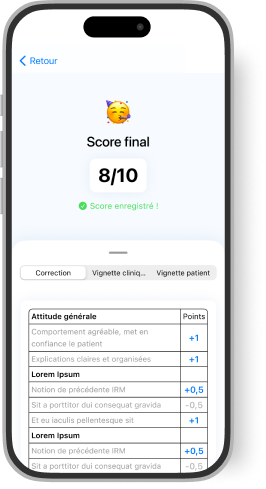 Retour
Score final
8/10
Score enregistré !
Correction
Vignette cliniq...
Vignette patient
Attitude générale Points
Comportement agréable, met en
confiance le patient +1
Explications claires et organisées +1
Lorem Ipsum
Notion de précédente IRM +0,5
Sit a porttitor dui consequat gravida -0,5
Et eu iaculis pellentesque sit +1
Lorem Ipsum
Notion de précédente IRM +0,5
Sit a porttitor dui consequat gravida -0,5